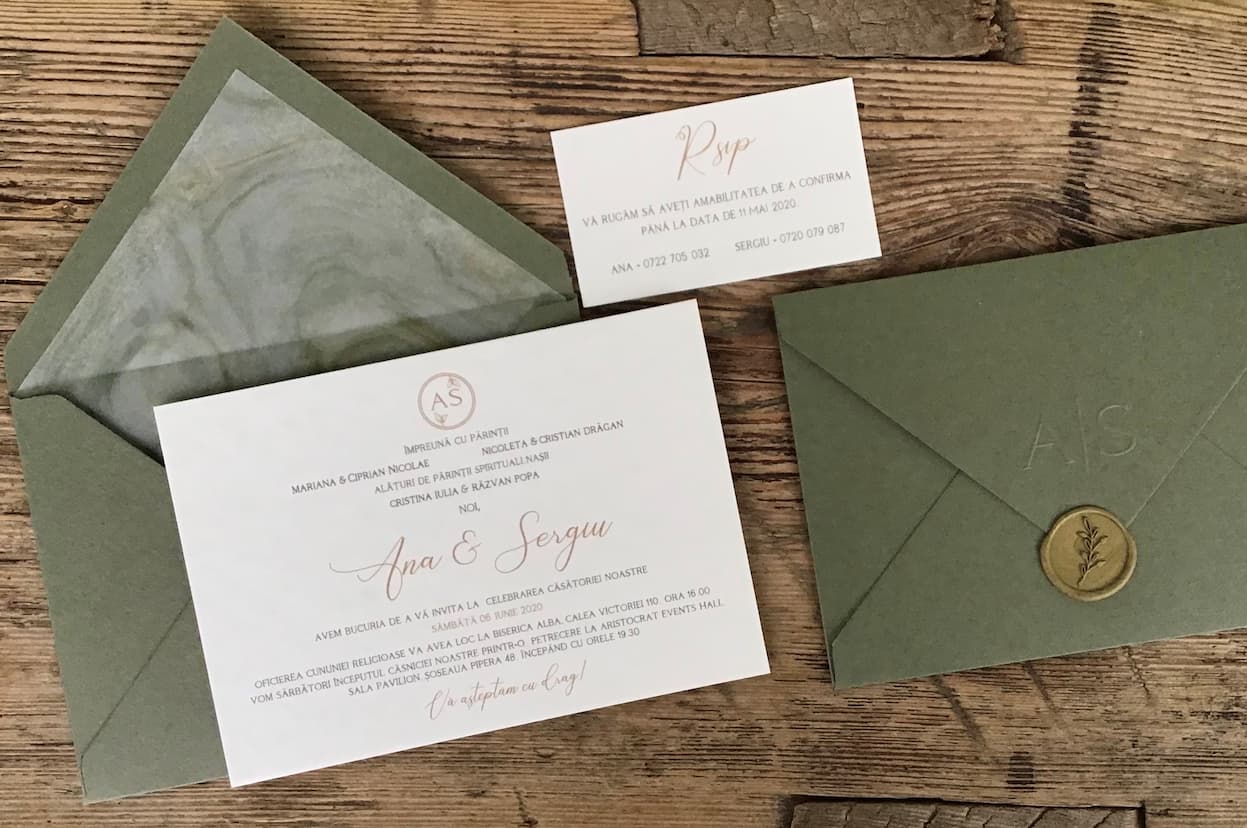 Rsvp
VĂ RUGĂM SĂ AVEȚI AMABILITATEA DE A CONFIRMA
PÂNĂ LA DATA DE 11 MAI 2020.
ANA • 0722 705 032 SERGIU • 0720 079 087
AS
ÎMPREUNĂ CU PĂRINȚII
MARIANA & CIPRIAN NICOLAE NICOLETA & CRISTIAN DRĂGAN
ALĂTURI DE PĂRINȚII SPIRITUALI, NAȘII
CRISTINA IULIA & RĂZVAN POPA
NOI,
Ana & Sergiu
AVEM BUCURIA DE A VĂ INVITA LA CELEBRAREA CĂSĂTORIEI NOASTRE
SÂMBĂTĂ 06 IUNIE 2020
OFICIEREA CUNUNIEI RELIGIOASE VA AVEA LOC LA BISERICA ALBA, CALEA VICTORIEI 110, ORA 16.00
VOM SĂRBĂTORI ÎNCEPUTUL CĂSNICIEI NOASTRE PRINTR-O PETRECERE LA ARISTOCRAT EVENTS HALL,
SALA PAVILION, ȘOSEAUA PIPERA 48, ÎNCEPÂND CU ORELE 19.30
Vă așteptăm cu drag!
A|S